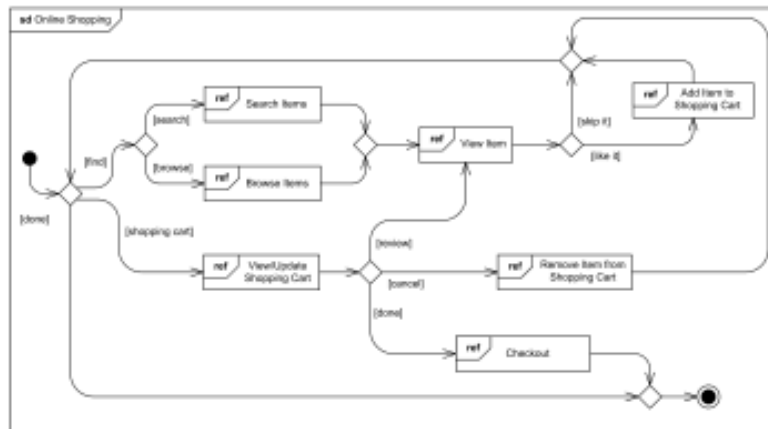 sd Online Shopping
ref
Add Item to
Shopping Cart
ref
Search Items
[search]
[skip it]
ref
View Item
[find]
[like it]
[browse]
ref
Browse Items
[done]
[shopping cart]
[review]
ref
View/Update
Shopping Cart
ref
Remove Item from
Shopping Cart
[cancel]
[done]
ref
Checkout